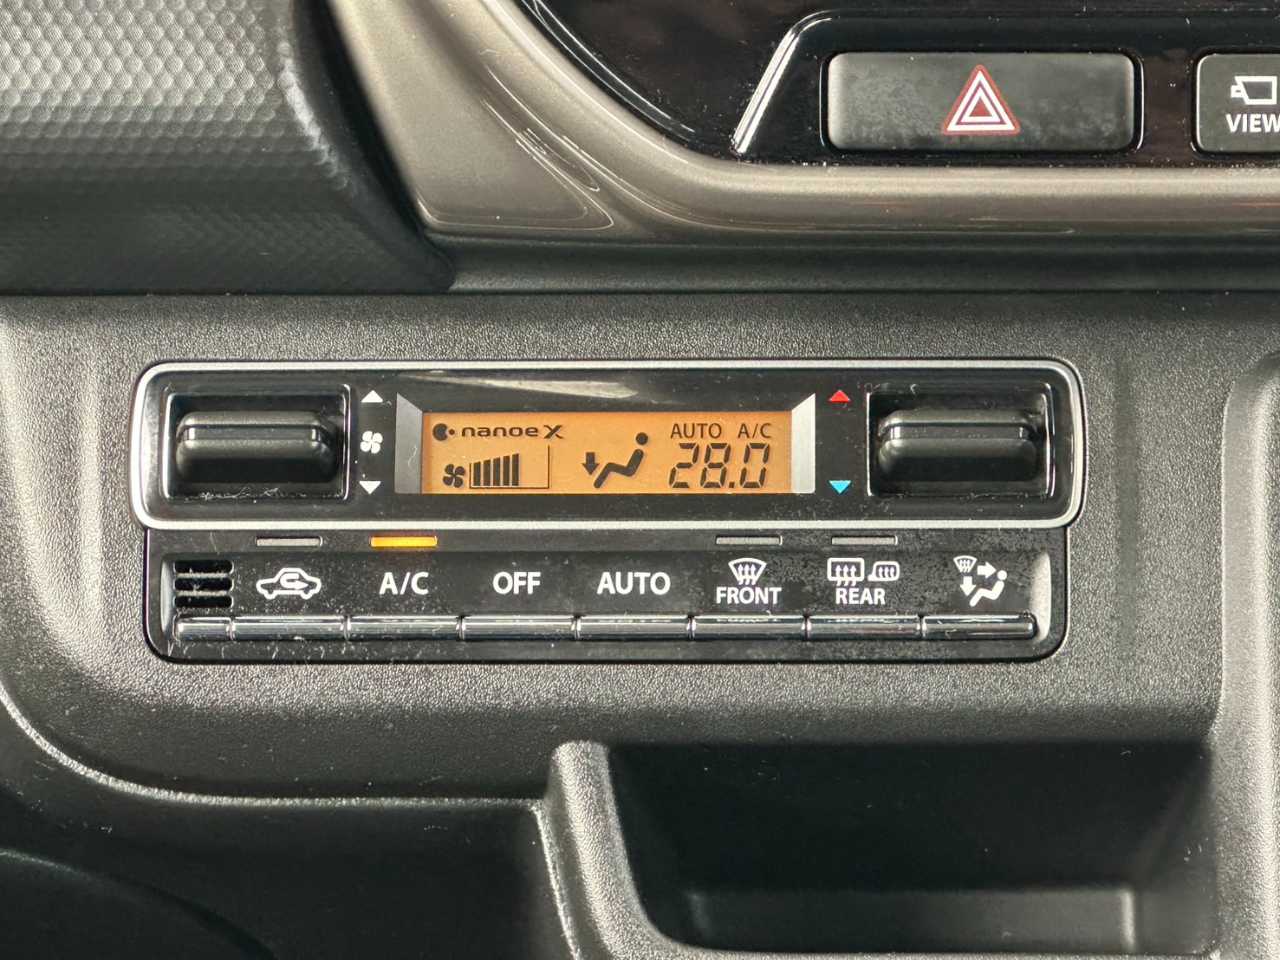 VIEW
nanoe X
AUTO A/C
28.0
A/C
OFF
AUTO
FRONT
REAR